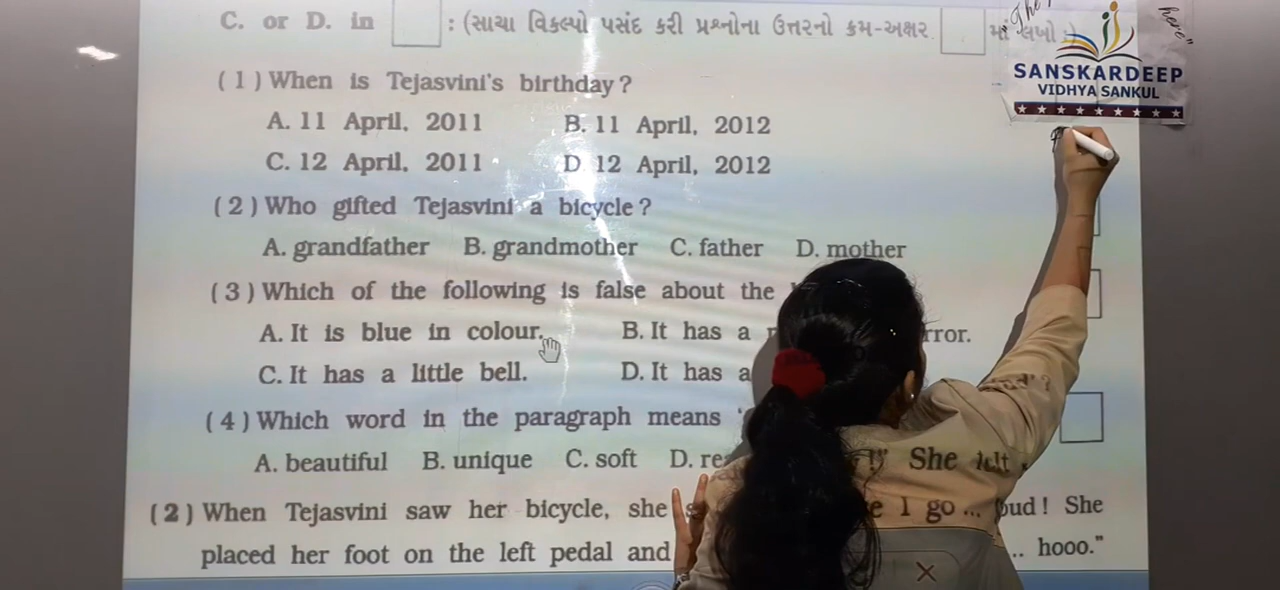 C. or D. in : (સાચા વિકલ્પો પસંદ કરી પ્રશ્નોના ઉત્તરનો ક્રમ-અક્ષર માં લખો
"The
here"
SANSKARDEEP
VIDHYA SANKUL
(1) When is Tejasvini's birthday?
A. 11 April, 2011 B. 11 April, 2012
C. 12 April, 2011 D. 12 April, 2012
(2) Who gifted Tejasvini a bicycle?
A. grandfather B. grandmother C. father D. mother
(3) Which of the following is false about the
A. It is blue in colour. B. It has a rror.
C. It has a little bell. D. It has a
(4) Which word in the paragraph means
A. beautiful B. unique C. soft D. re
She felt
(2) When Tejasvini saw her bicycle, she I go ... oud! She
placed her foot on the left pedal and .. hooo."